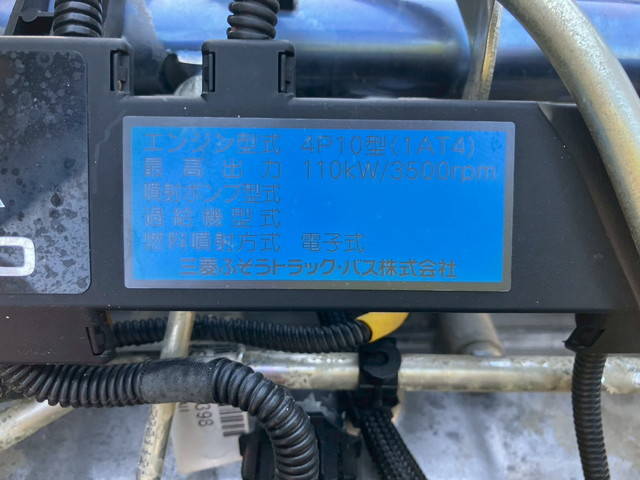 エンジン型式 4P10型(1AT4)
最高出力 110kW/3500rpm
噴射ポンプ型式
過給機型式
燃料噴射方式 電子式
三菱ふそうトラック・バス株式会社
398